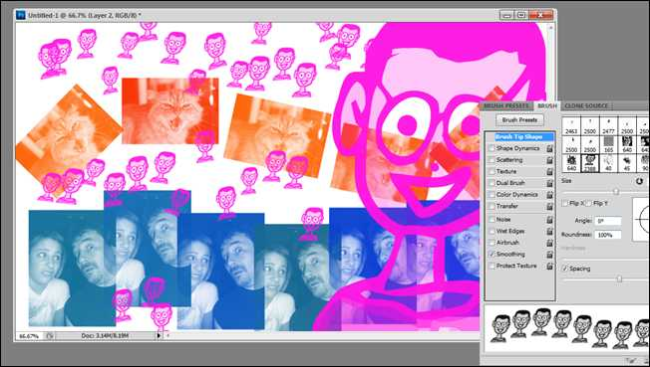 Ps Untitled-1 @ 66.7% (Layer 2, RGB/8) *
BRUSH PRESETS BRUSH CLONE SOURCE
Brush Presets
Brush Tip Shape
Shape Dynamics
Scattering
Texture
Dual Brush
Color Dynamics
Transfer
Noise
Wet Edges
Airbrush
Smoothing
Protect Texture
2463 2500 2477 2500 2500
2500 2500 165 640 640
640 2588 40 45 90
Size
Flip X Flip Y
Angle: 0°
Roundness: 100%
Hardness
Spacing
66.67% Doc: 3.14M/8.19M